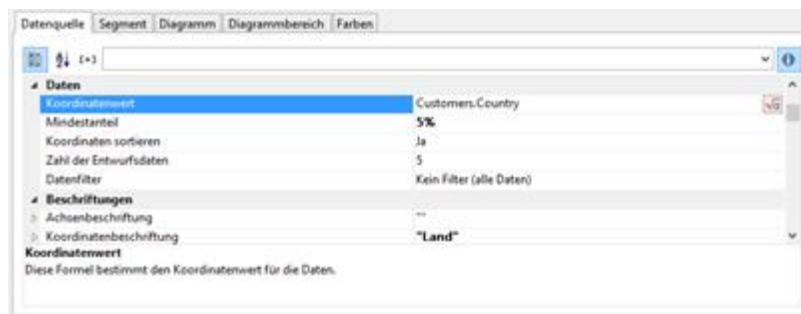 Datenquelle Segment Diagramm Diagrammbereich Farben
Daten
Koordinatenwert Customers.Country
Mindestanteil 5%
Koordinaten sortieren Ja
Zahl der Entwurfsdaten 5
Datenfilter Kein Filter (alle Daten)
Beschriftungen
Achsenbeschriftung ""
Koordinatenbeschriftung "Land"
Koordinatenwert
Diese Formel bestimmt den Koordinatenwert für die Daten.